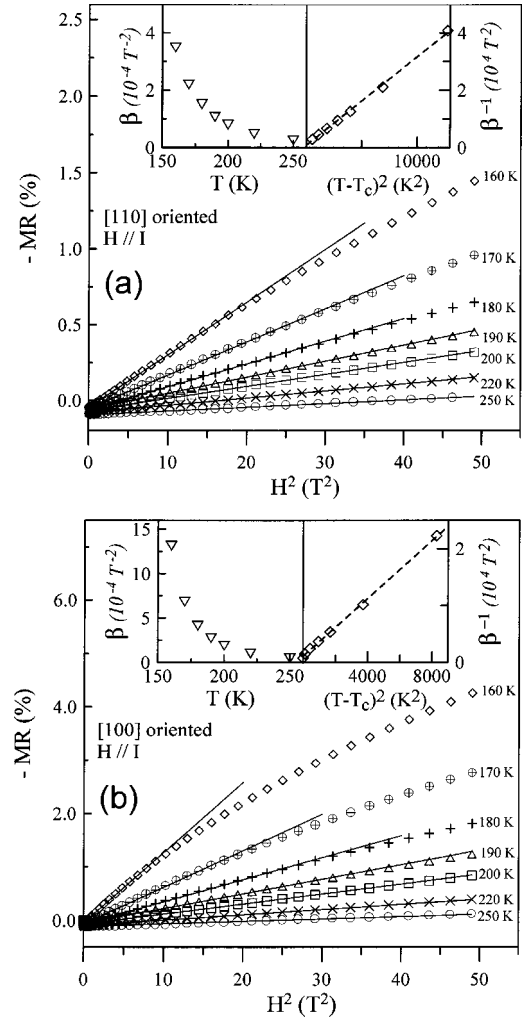 2.5
2.0
1.5
1.0
0.5
0.0
- MR (%)
4
2
0
β (10⁻⁴ T⁻²)
150 200 250
T (K)
10000
(T-Tc)² (K²)
4
2
0
β⁻¹ (10⁴ T²)
[110] oriented
H // I
(a)
160 K
170 K
180 K
190 K
200 K
220 K
250 K
0 10 20 30 40 50
H² (T²)
6.0
4.0
2.0
0.0
- MR (%)
15
10
5
0
β (10⁻⁴ T⁻²)
150 200 250
T (K)
4000 8000
(T-Tc)² (K²)
2
0
β⁻¹ (10⁴ T²)
[100] oriented
H // I
(b)
160 K
170 K
180 K
190 K
200 K
220 K
250 K
0 10 20 30 40 50
H² (T²)